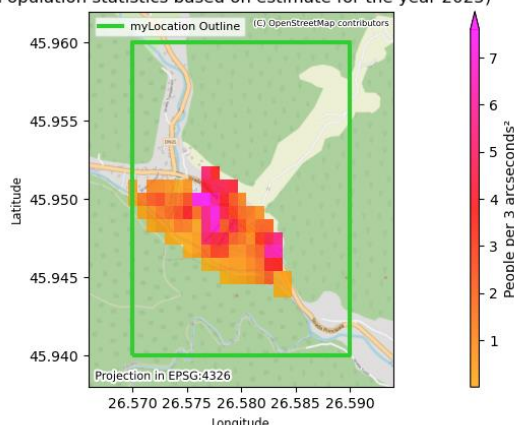 opulation statistics based on estimate for the year 2025)
myLocation Outline
(C) OpenStreetMap contributors
45.960
45.955
45.950
45.945
45.940
Latitude
Projection in EPSG:4326
26.570 26.575 26.580 26.585 26.590
Longitude
7
6
5
4
3
2
1
People per 3 arcseconds²